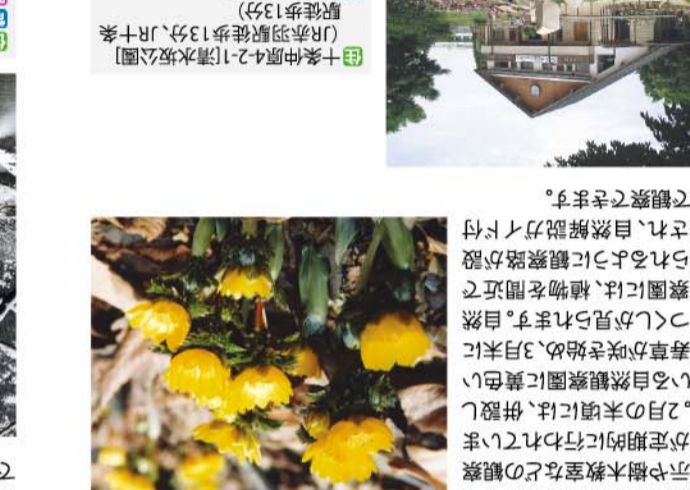 示や樹木教室などの観察
が定期的に行われていま
。2月の末頃には、併設し
いる自然観察園に黄色い
寿草が咲き始め、3月末に
つくしが見られます。自然
察園には、植物を間近で
られるように観察路が設
され、自然解説ガイド付
で観察できます。
住 十条仲原4-2-1[清水坂公園]
(JR赤羽駅徒歩13分、JR十条
駅徒歩13分)
で
住